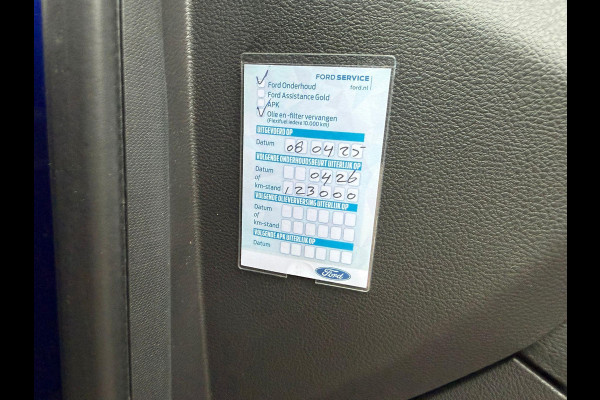 FORD SERVICE
ford.nl
Ford Onderhoud
Ford Assistance Gold
APK
Olie en -filter vervangen
(Flexifuel iedere 10.000 km)
UITGEVOERD OP
Datum 08 04 25
VOLGENDE ONDERHOUDSBEURT UITERLIJK OP
Datum 04 26
of
km-stand 123000
VOLGENDE OLIEVERVERSING UITERLIJK OP
Datum
of
km-stand
VOLGENDE APK UITERLIJK OP
Datum
Ford